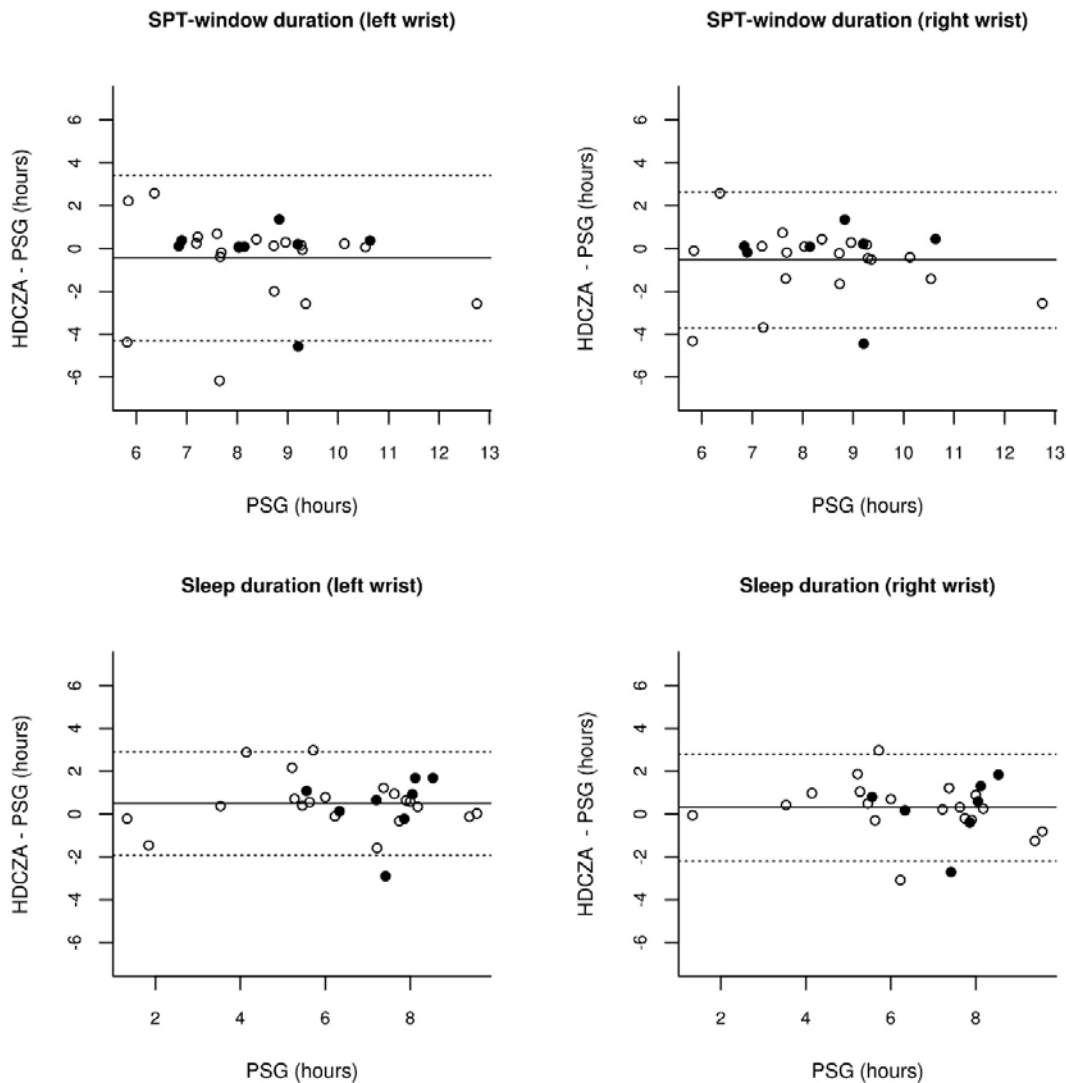 SPT-window duration (left wrist)
HDCZA - PSG (hours)
6
4
2
0
-2
-4
-6
6 7 8 9 10 11 12 13
PSG (hours)
SPT-window duration (right wrist)
HDCZA - PSG (hours)
6
4
2
0
-2
-4
-6
6 7 8 9 10 11 12 13
PSG (hours)
Sleep duration (left wrist)
HDCZA - PSG (hours)
6
4
2
0
-2
-4
-6
2 4 6 8
PSG (hours)
Sleep duration (right wrist)
HDCZA - PSG (hours)
6
4
2
0
-2
-4
-6
2 4 6 8
PSG (hours)